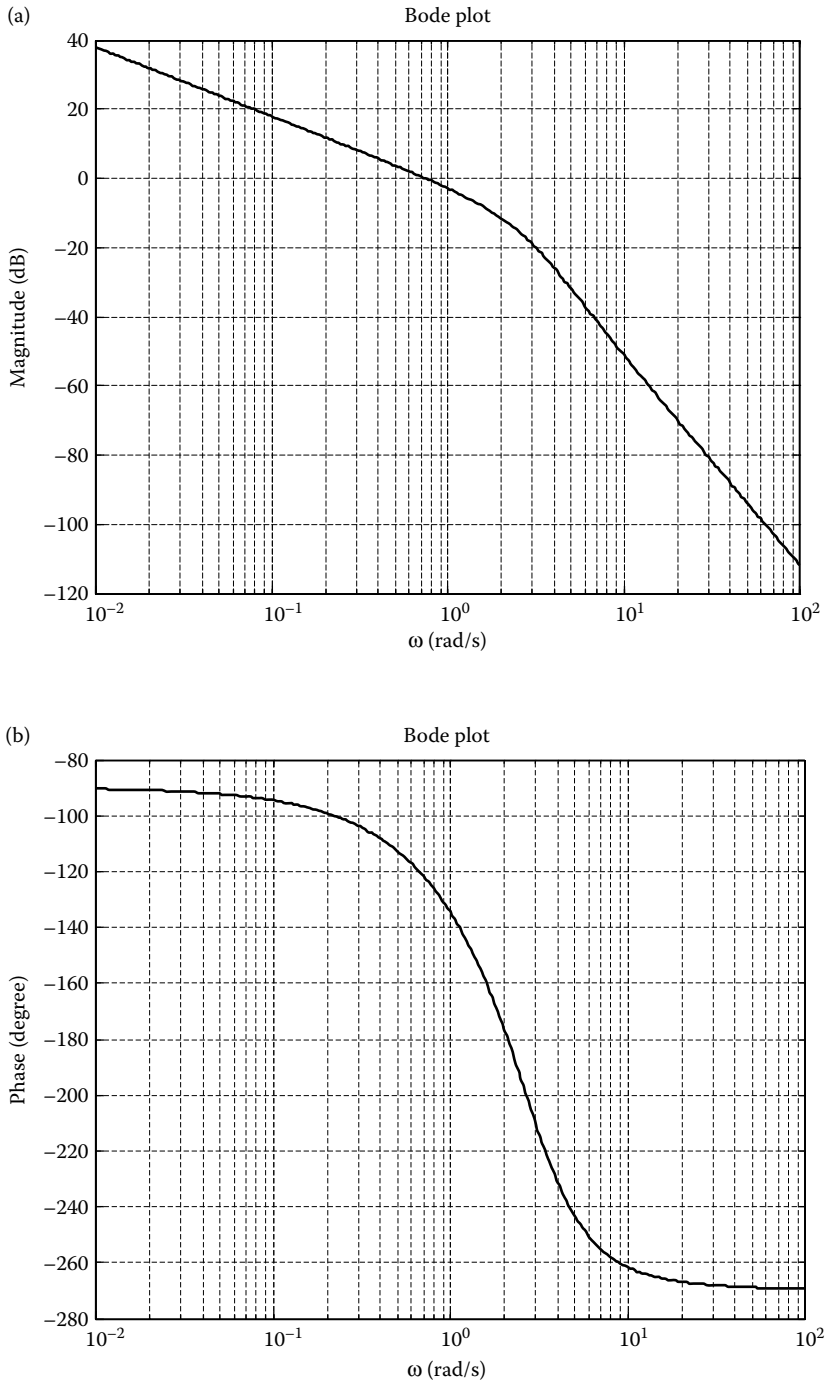 (a)
Bode plot
40
20
0
−20
−40
−60
−80
−100
−120
Magnitude (dB)
10⁻² 10⁻¹ 10⁰ 10¹ 10²
ω (rad/s)
(b)
Bode plot
−80
−100
−120
−140
−160
−180
−200
−220
−240
−260
−280
Phase (degree)
10⁻² 10⁻¹ 10⁰ 10¹ 10²
ω (rad/s)